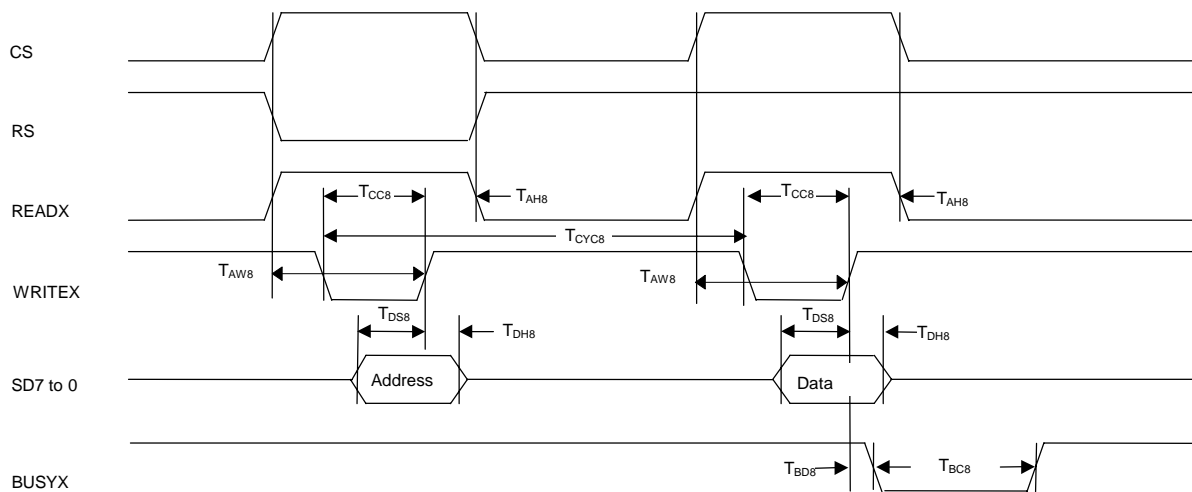 CS
RS
READX
TCC8
TAH8
TCC8
TAH8
TCYC8
WRITEX
TAW8
TAW8
TDS8
TDH8
TDS8
TDH8
SD7 to 0
Address
Data
BUSYX
TBD8
TBC8